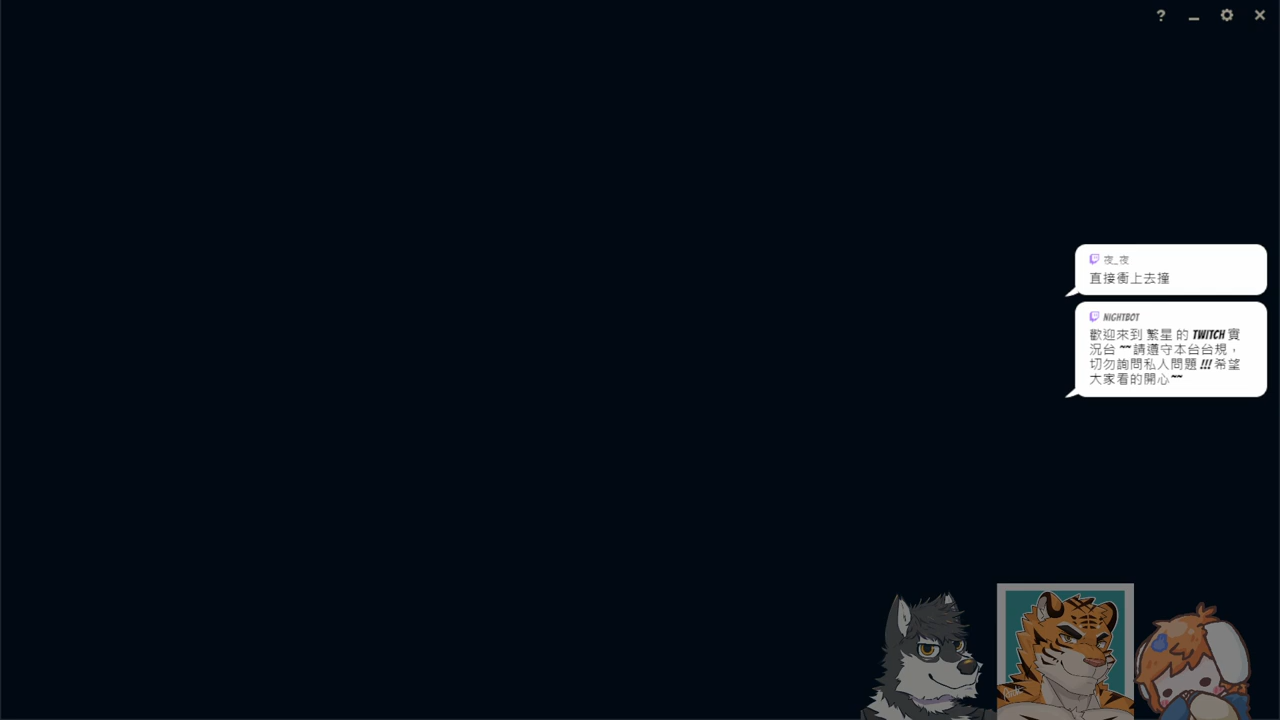 ?
夜_夜
直接衝上去撞
NIGHTBOT
歡迎來到 繁星 的 TWITCH 實
況台 ~~ 請遵守本台台規，
切勿詢問私人問題 !!! 希望
大家看的開心~~